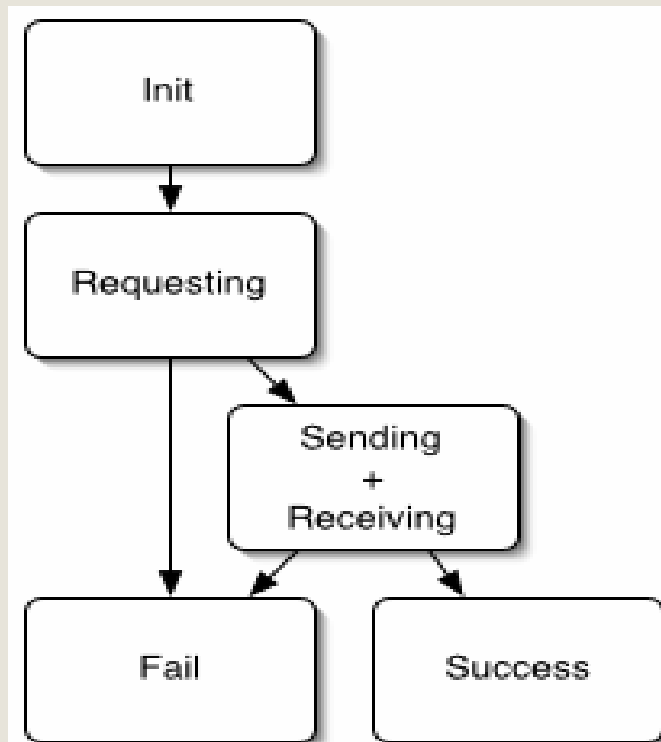 Init
Requesting
Sending
+
Receiving
Fail
Success